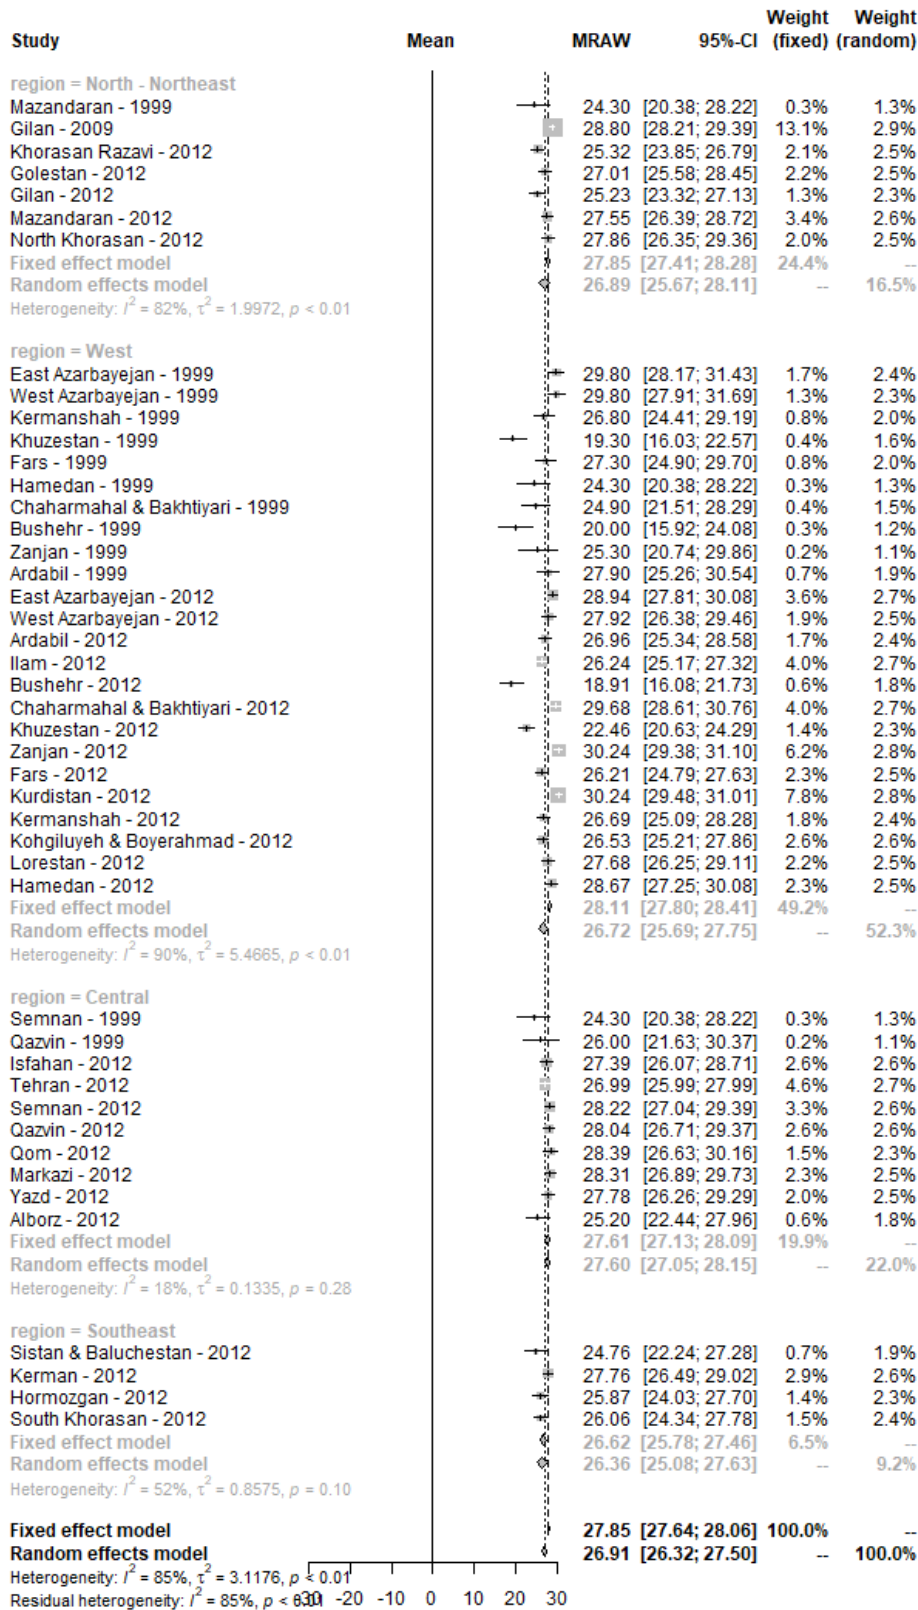 Weight Weight
Study Mean MRAW 95%-CI (fixed) (random)
region = North - Northeast
Mazandaran - 1999 24.30 [20.38; 28.22] 0.3% 1.3%
Gilan - 2009 28.80 [28.21; 29.39] 13.1% 2.9%
Khorasan Razavi - 2012 25.32 [23.85; 26.79] 2.1% 2.5%
Golestan - 2012 27.01 [25.58; 28.45] 2.2% 2.5%
Gilan - 2012 25.23 [23.32; 27.13] 1.3% 2.3%
Mazandaran - 2012 27.55 [26.39; 28.72] 3.4% 2.6%
North Khorasan - 2012 27.86 [26.35; 29.36] 2.0% 2.5%
Fixed effect model 27.85 [27.41; 28.28] 24.4% --
Random effects model 26.89 [25.67; 28.11] -- 16.5%
Heterogeneity: I² = 82%, τ² = 1.9972, p < 0.01
region = West
East Azarbayejan - 1999 29.80 [28.17; 31.43] 1.7% 2.4%
West Azarbayejan - 1999 29.80 [27.91; 31.69] 1.3% 2.3%
Kermanshah - 1999 26.80 [24.41; 29.19] 0.8% 2.0%
Khuzestan - 1999 19.30 [16.03; 22.57] 0.4% 1.6%
Fars - 1999 27.30 [24.90; 29.70] 0.8% 2.0%
Hamedan - 1999 24.30 [20.38; 28.22] 0.3% 1.3%
Chaharmahal & Bakhtiyari - 1999 24.90 [21.51; 28.29] 0.4% 1.5%
Bushehr - 1999 20.00 [15.92; 24.08] 0.3% 1.2%
Zanjan - 1999 25.30 [20.74; 29.86] 0.2% 1.1%
Ardabil - 1999 27.90 [25.26; 30.54] 0.7% 1.9%
East Azarbayejan - 2012 28.94 [27.81; 30.08] 3.6% 2.7%
West Azarbayejan - 2012 27.92 [26.38; 29.46] 1.9% 2.5%
Ardabil - 2012 26.96 [25.34; 28.58] 1.7% 2.4%
Ilam - 2012 26.24 [25.17; 27.32] 4.0% 2.7%
Bushehr - 2012 18.91 [16.08; 21.73] 0.6% 1.8%
Chaharmahal & Bakhtiyari - 2012 29.68 [28.61; 30.76] 4.0% 2.7%
Khuzestan - 2012 22.46 [20.63; 24.29] 1.4% 2.3%
Zanjan - 2012 30.24 [29.38; 31.10] 6.2% 2.8%
Fars - 2012 26.21 [24.79; 27.63] 2.3% 2.5%
Kurdistan - 2012 30.24 [29.48; 31.01] 7.8% 2.8%
Kermanshah - 2012 26.69 [25.09; 28.28] 1.8% 2.4%
Kohgiluyeh & Boyerahmad - 2012 26.53 [25.21; 27.86] 2.6% 2.6%
Lorestan - 2012 27.68 [26.25; 29.11] 2.2% 2.5%
Hamedan - 2012 28.67 [27.25; 30.08] 2.3% 2.5%
Fixed effect model 28.11 [27.80; 28.41] 49.2% --
Random effects model 26.72 [25.69; 27.75] -- 52.3%
Heterogeneity: I² = 90%, τ² = 5.4665, p < 0.01
region = Central
Semnan - 1999 24.30 [20.38; 28.22] 0.3% 1.3%
Qazvin - 1999 26.00 [21.63; 30.37] 0.2% 1.1%
Isfahan - 2012 27.39 [26.07; 28.71] 2.6% 2.6%
Tehran - 2012 26.99 [25.99; 27.99] 4.6% 2.7%
Semnan - 2012 28.22 [27.04; 29.39] 3.3% 2.6%
Qazvin - 2012 28.04 [26.71; 29.37] 2.6% 2.6%
Qom - 2012 28.39 [26.63; 30.16] 1.5% 2.3%
Markazi - 2012 28.31 [26.89; 29.73] 2.3% 2.5%
Yazd - 2012 27.78 [26.26; 29.29] 2.0% 2.5%
Alborz - 2012 25.20 [22.44; 27.96] 0.6% 1.8%
Fixed effect model 27.61 [27.13; 28.09] 19.9% --
Random effects model 27.60 [27.05; 28.15] -- 22.0%
Heterogeneity: I² = 18%, τ² = 0.1335, p = 0.28
region = Southeast
Sistan & Baluchestan - 2012 24.76 [22.24; 27.28] 0.7% 1.9%
Kerman - 2012 27.76 [26.49; 29.02] 2.9% 2.6%
Hormozgan - 2012 25.87 [24.03; 27.70] 1.4% 2.3%
South Khorasan - 2012 26.06 [24.34; 27.78] 1.5% 2.4%
Fixed effect model 26.62 [25.78; 27.46] 6.5% --
Random effects model 26.36 [25.08; 27.63] -- 9.2%
Heterogeneity: I² = 52%, τ² = 0.8575, p = 0.10
Fixed effect model 27.85 [27.64; 28.06] 100.0% --
Random effects model 26.91 [26.32; 27.50] -- 100.0%
Heterogeneity: I² = 85%, τ² = 3.1176, p < 0.01
Residual heterogeneity: I² = 85%, p < 0.01 -30 -20 -10 0 10 20 30